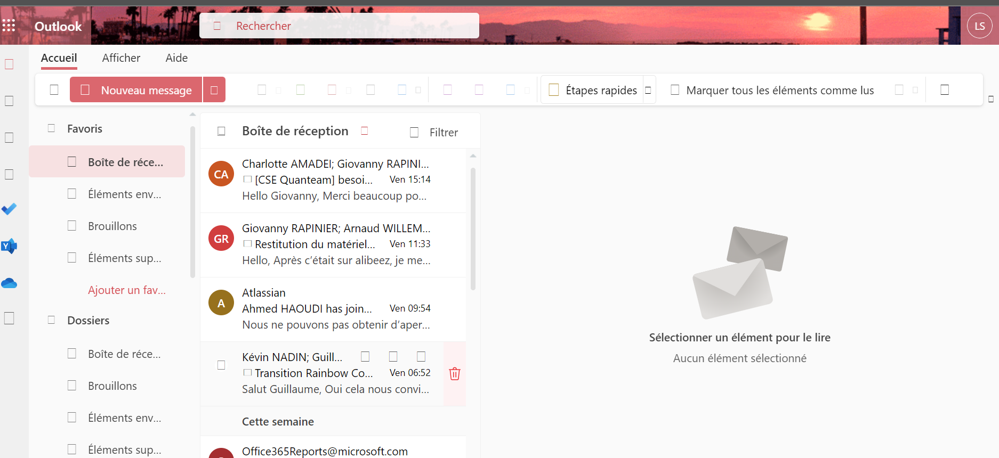 Outlook
Rechercher
LS
Accueil
Afficher
Aide
Nouveau message
Étapes rapides
Marquer tous les éléments comme lus
Favoris
Boîte de réce...
Éléments env...
Brouillons
Éléments sup...
Ajouter un fav...
Dossiers
Boîte de réce...
Brouillons
Éléments env...
Éléments sup...
Boîte de réception
Filtrer
CA
Charlotte AMADEI; Giovanny RAPINI...
[CSE Quanteam] besoi... Ven 15:14
Hello Giovanny, Merci beaucoup po...
GR
Giovanny RAPINIER; Arnaud WILLEM...
Restitution du matériel... Ven 11:33
Hello, Après c’était sur alibeez, je me...
A
Atlassian
Ahmed HAOUDI has join... Ven 09:54
Nous ne pouvons pas obtenir d’aper...
Kévin NADIN; Guill...
Transition Rainbow Co... Ven 06:52
Salut Guillaume, Oui cela nous convi...
Cette semaine
Office365Reports@microsoft.com
Sélectionner un élément pour le lire
Aucun élément sélectionné